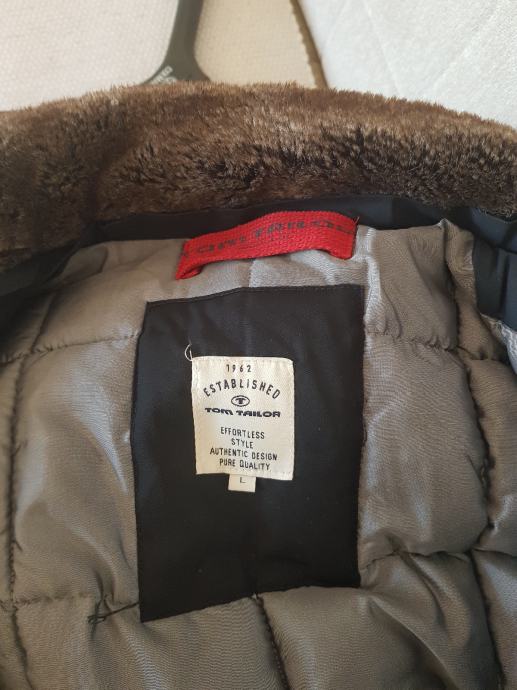 1962
ESTABLISHED
T
TOM TAILOR
EFFORTLESS
STYLE
AUTHENTIC DESIGN
PURE QUALITY
L